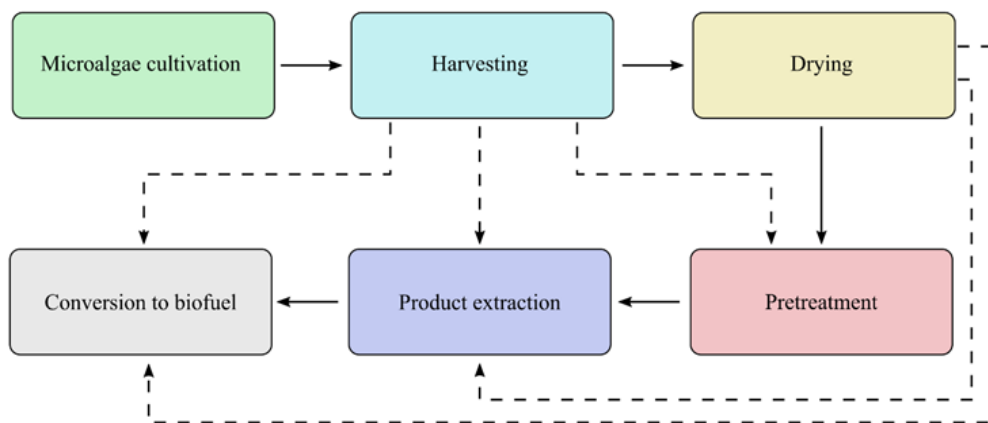 Microalgae cultivation
Harvesting
Drying
Conversion to biofuel
Product extraction
Pretreatment